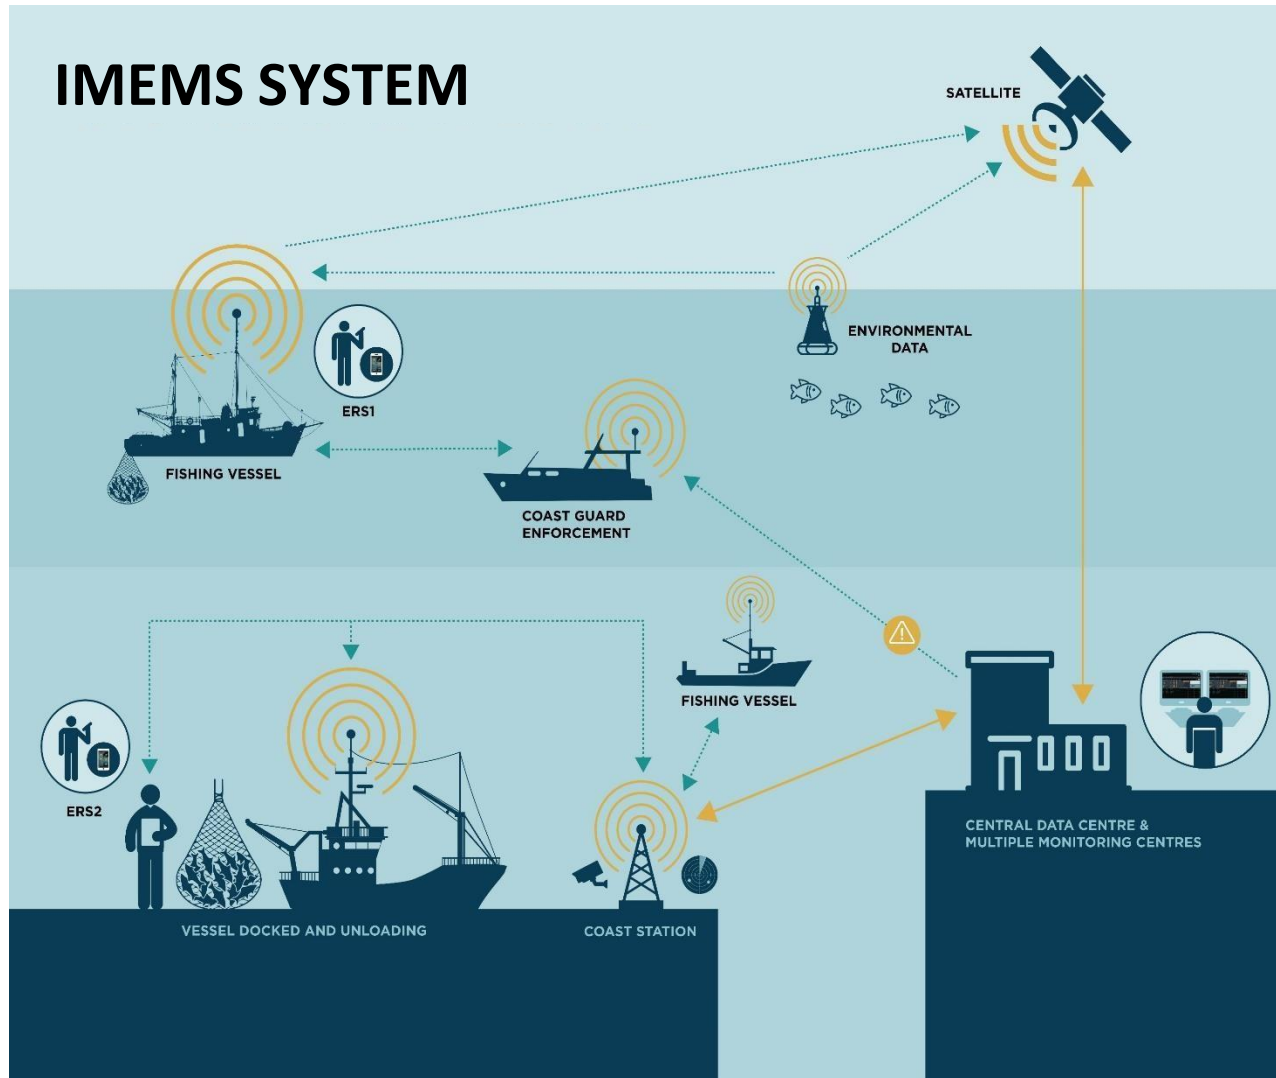 IMEMS SYSTEM
SATELLITE
ENVIRONMENTAL
DATA
ERS1
FISHING VESSEL
COAST GUARD
ENFORCEMENT
FISHING VESSEL
ERS2
CENTRAL DATA CENTRE &
MULTIPLE MONITORING CENTRES
VESSEL DOCKED AND UNLOADING
COAST STATION